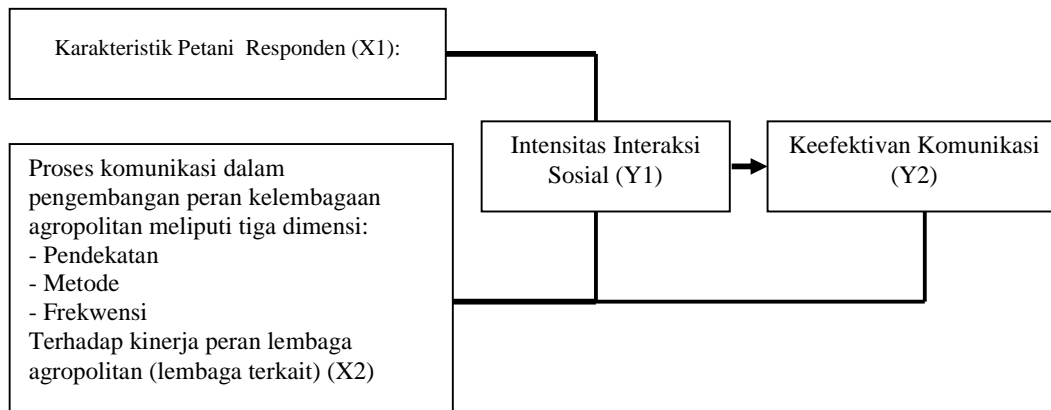 Karakteristik Petani Responden (X1):
Proses komunikasi dalam
pengembangan peran kelembagaan
agropolitan meliputi tiga dimensi:
- Pendekatan
- Metode
- Frekwensi
Terhadap kinerja peran lembaga
agropolitan (lembaga terkait) (X2)
Intensitas Interaksi
Sosial (Y1)
Keefektivan Komunikasi
(Y2)